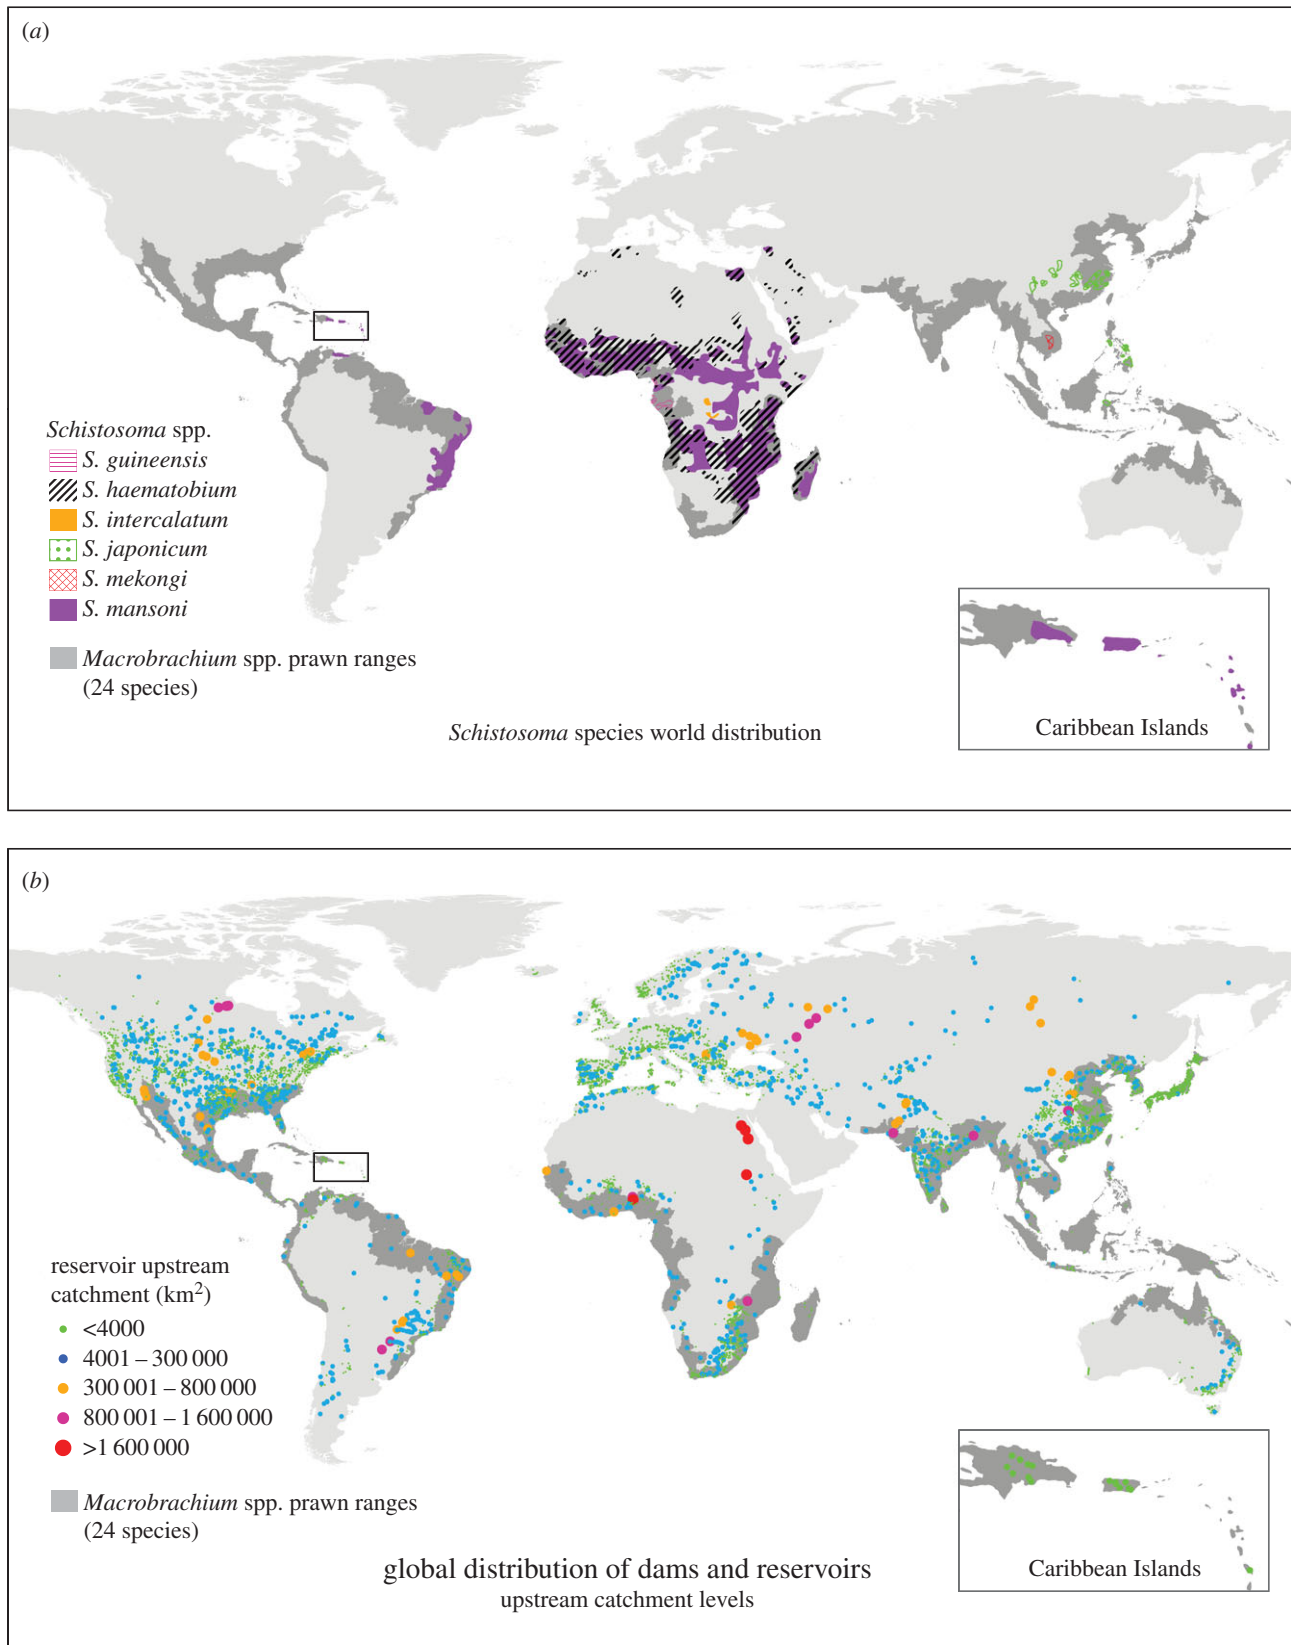 (a)
Schistosoma spp.
S. guineensis
S. haematobium
S. intercalatum
S. japonicum
S. mekongi
S. mansoni
Macrobrachium spp. prawn ranges
(24 species)
Schistosoma species world distribution
Caribbean Islands
(b)
reservoir upstream
catchment (km²)
<4000
4001 – 300 000
300 001 – 800 000
800 001 – 1 600 000
>1 600 000
Macrobrachium spp. prawn ranges
(24 species)
global distribution of dams and reservoirs
upstream catchment levels
Caribbean Islands